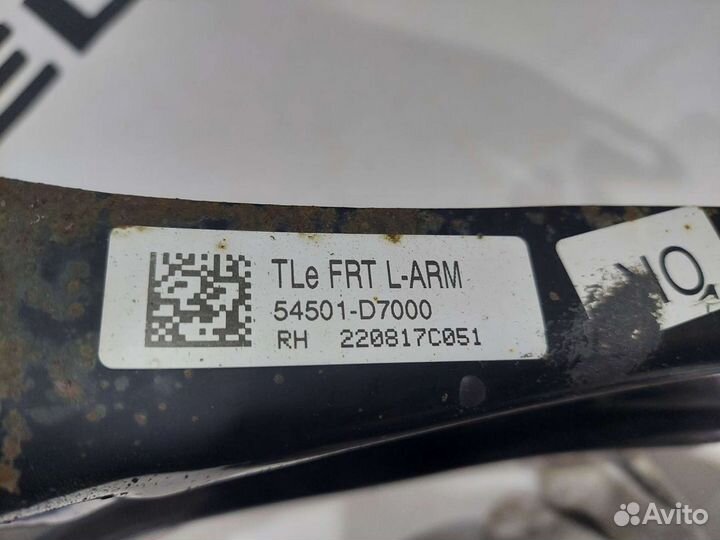 TLe FRT L-ARM
54501-D7000
RH 220817C051
Avito